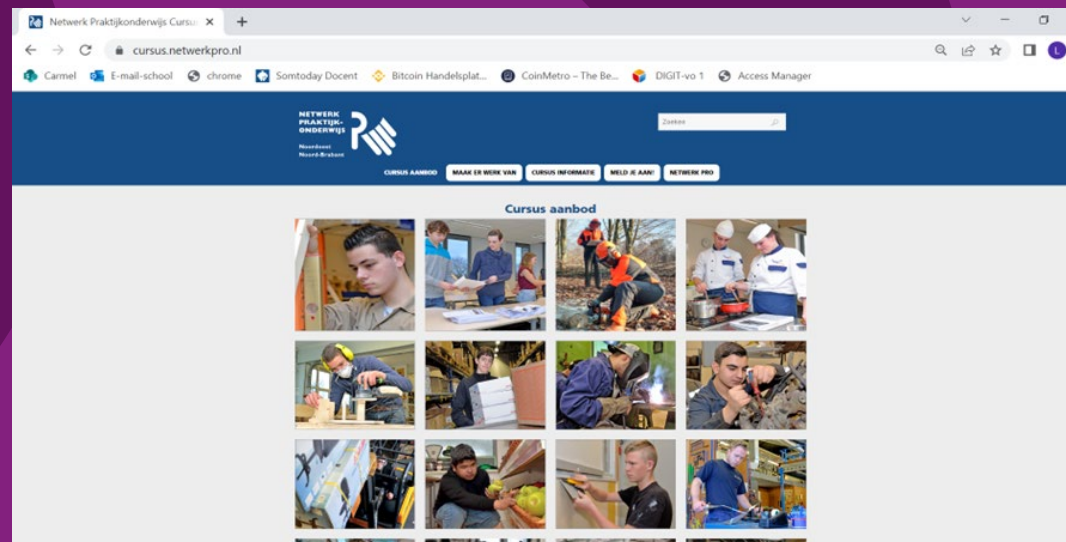 Netwerk Praktijkonderwijs Cursus
cursus.netwerkpro.nl
L
Carmel E-mail-school chrome Somtoday Docent Bitcoin Handelsplat... CoinMetro – The Be... DIGIT-vo 1 Access Manager
NETWERK
PRAKTIJK-
ONDERWIJS
Noordoost
Noord-Brabant
Zoeken
CURSUS AANBOD MAAK ER WERK VAN CURSUS INFORMATIE MELD JE AAN! NETWERK PRO
Cursus aanbod